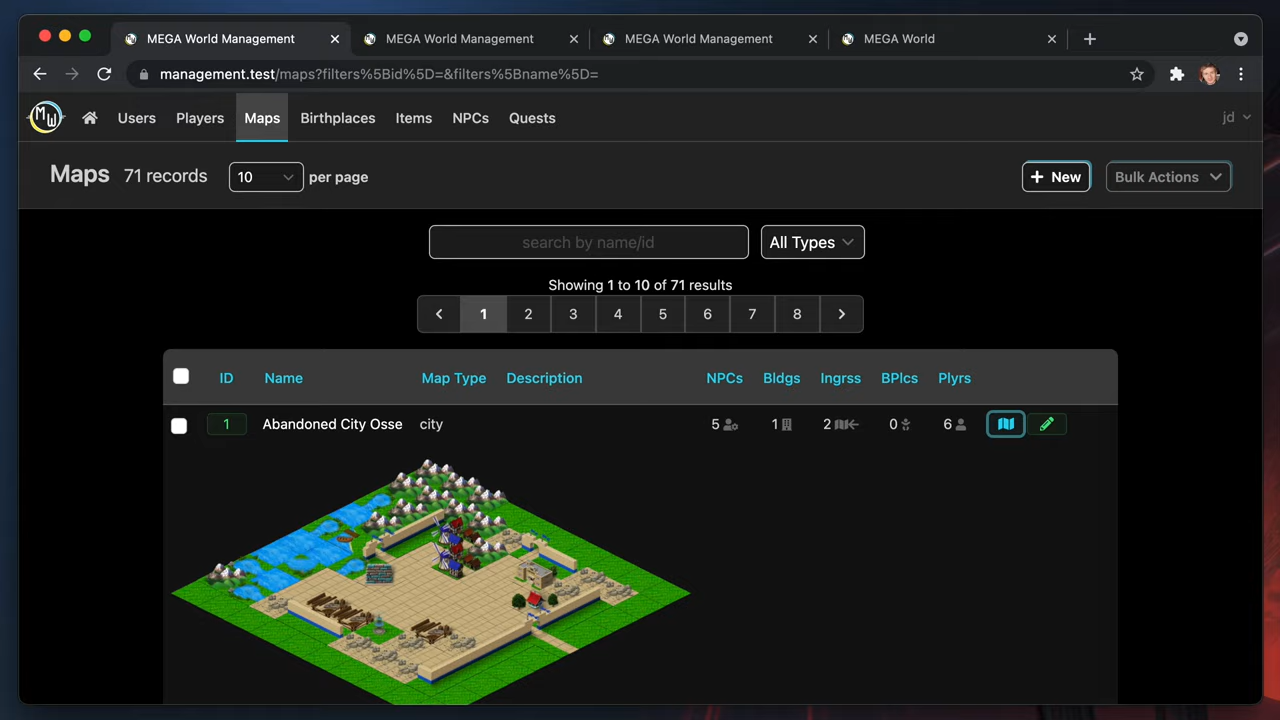 MEGA World Management
MEGA World Management
MEGA World Management
MEGA World
management.test/maps?filters%5Bid%5D=&filters%5Bname%5D=
MW
Users
Players
Maps
Birthplaces
Items
NPCs
Quests
jd
Maps 71 records 10 per page
+ New
Bulk Actions
search by name/id
All Types
Showing 1 to 10 of 71 results
1 2 3 4 5 6 7 8
ID Name Map Type Description NPCs Bldgs Ingrss BPlcs Plyrs
1 Abandoned City Osse city 5 1 2 0 6